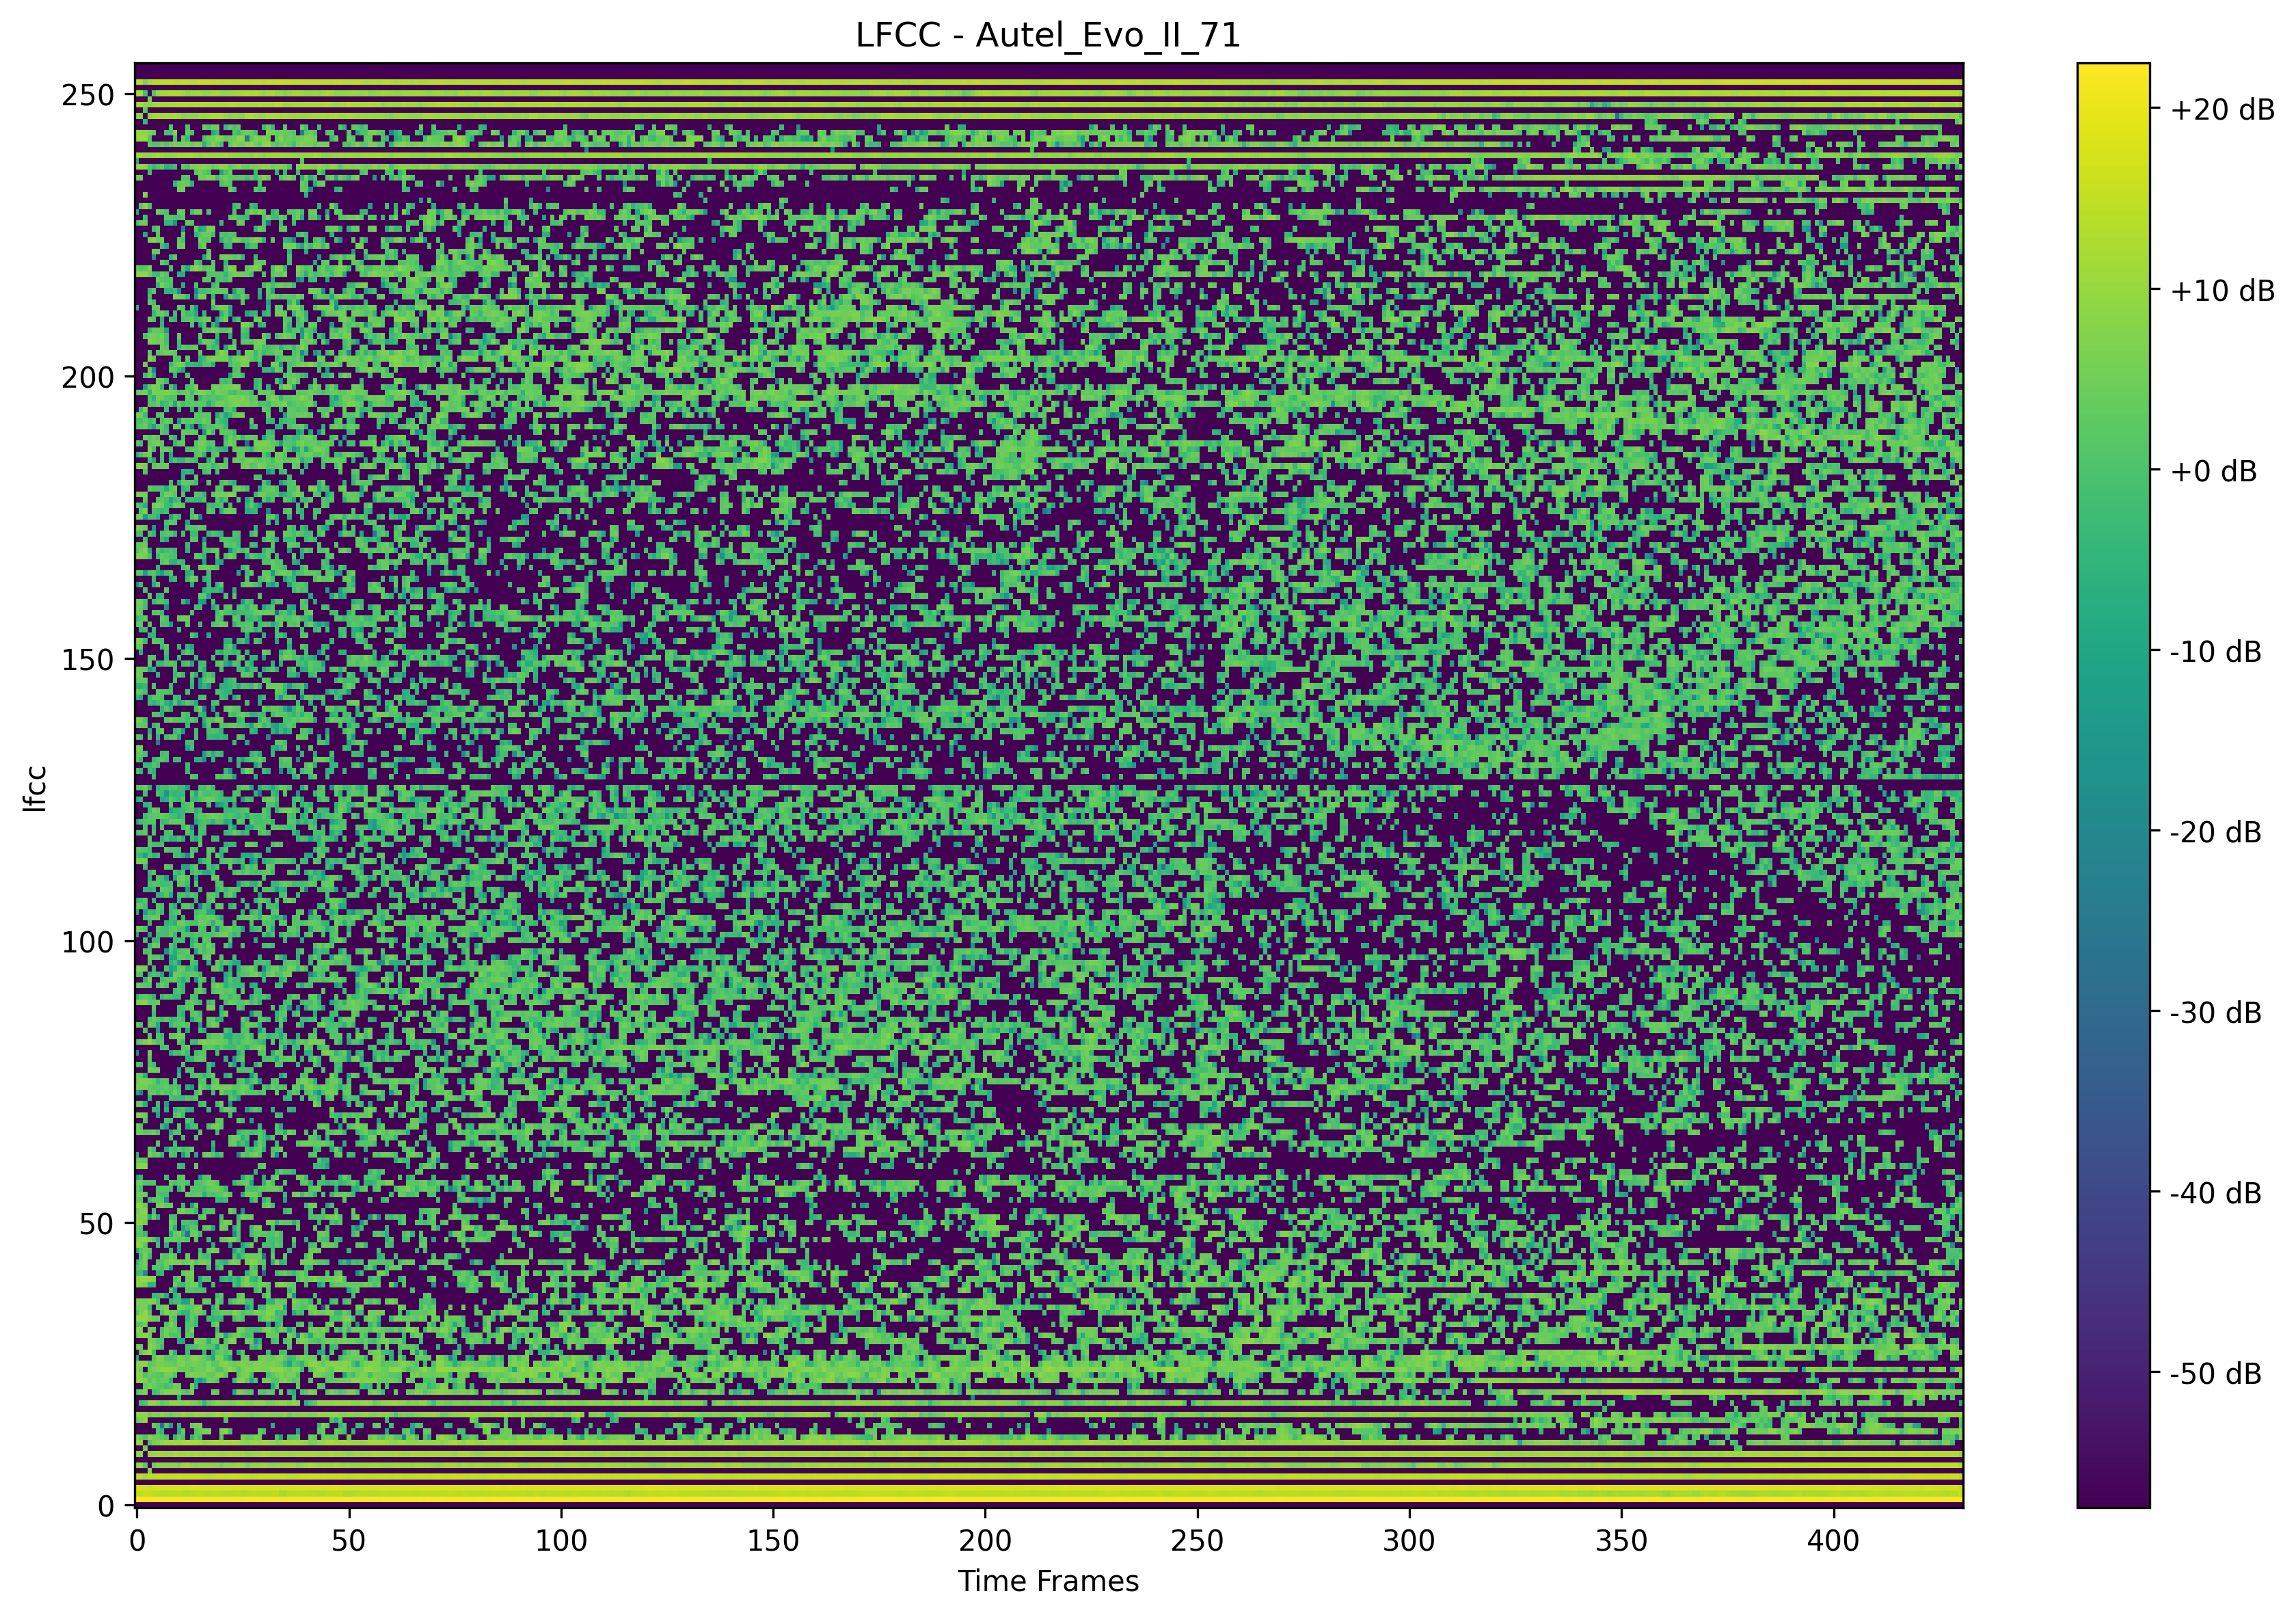 LFCC - Autel_Evo_II_71
250
200
150
100
50
0
lfcc
0 50 100 150 200 250 300 350 400
Time Frames
+20 dB
+10 dB
+0 dB
-10 dB
-20 dB
-30 dB
-40 dB
-50 dB